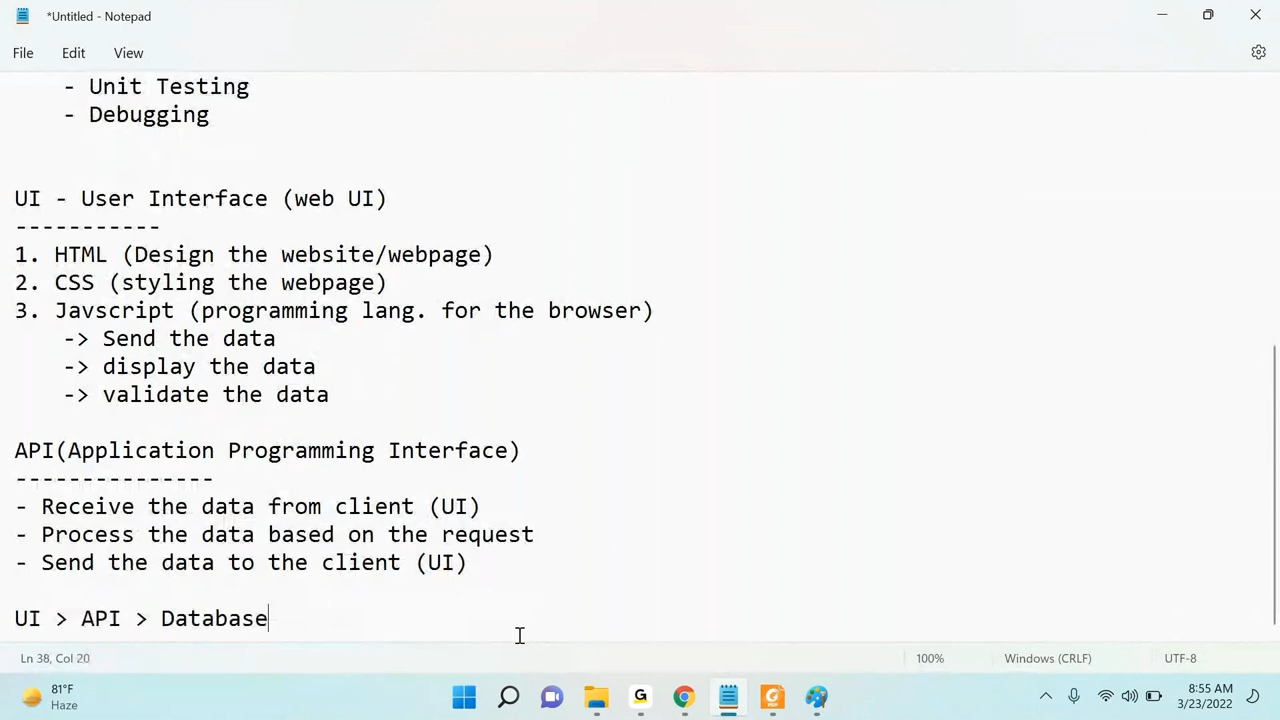 *Untitled - Notepad
File Edit View
- Unit Testing
- Debugging
UI - User Interface (web UI)
-----------
1. HTML (Design the website/webpage)
2. CSS (styling the webpage)
3. Javscript (programming lang. for the browser)
-> Send the data
-> display the data
-> validate the data
API(Application Programming Interface)
---------------
- Receive the data from client (UI)
- Process the data based on the request
- Send the data to the client (UI)
UI > API > Database
Ln 38, Col 20 100% Windows (CRLF) UTF-8
81°F
Haze
G
PDF
8:55 AM
3/23/2022